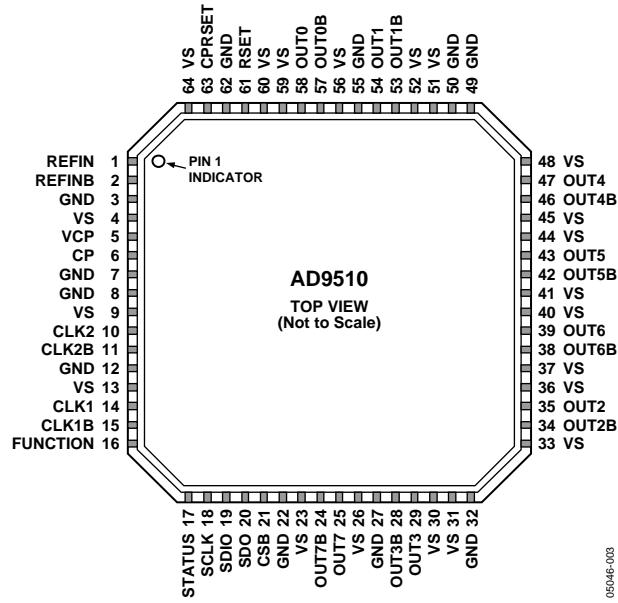 64 VS
63 CPRSET
62 GND
61 RSET
60 VS
59 VS
58 OUT0
57 OUT0B
56 VS
55 GND
54 OUT1
53 OUT1B
52 VS
51 VS
50 GND
49 GND
REFIN 1
REFINB 2
GND 3
VS 4
VCP 5
CP 6
GND 7
GND 8
VS 9
CLK2 10
CLK2B 11
GND 12
VS 13
CLK1 14
CLK1B 15
FUNCTION 16
PIN 1
INDICATOR
AD9510
TOP VIEW
(Not to Scale)
48 VS
47 OUT4
46 OUT4B
45 VS
44 VS
43 OUT5
42 OUT5B
41 VS
40 VS
39 OUT6
38 OUT6B
37 VS
36 VS
35 OUT2
34 OUT2B
33 VS
STATUS 17
SCLK 18
SDIO 19
SDO 20
CSB 21
GND 22
VS 23
OUT7B 24
OUT7 25
VS 26
GND 27
OUT3B 28
OUT3 29
VS 30
VS 31
GND 32
05046-003